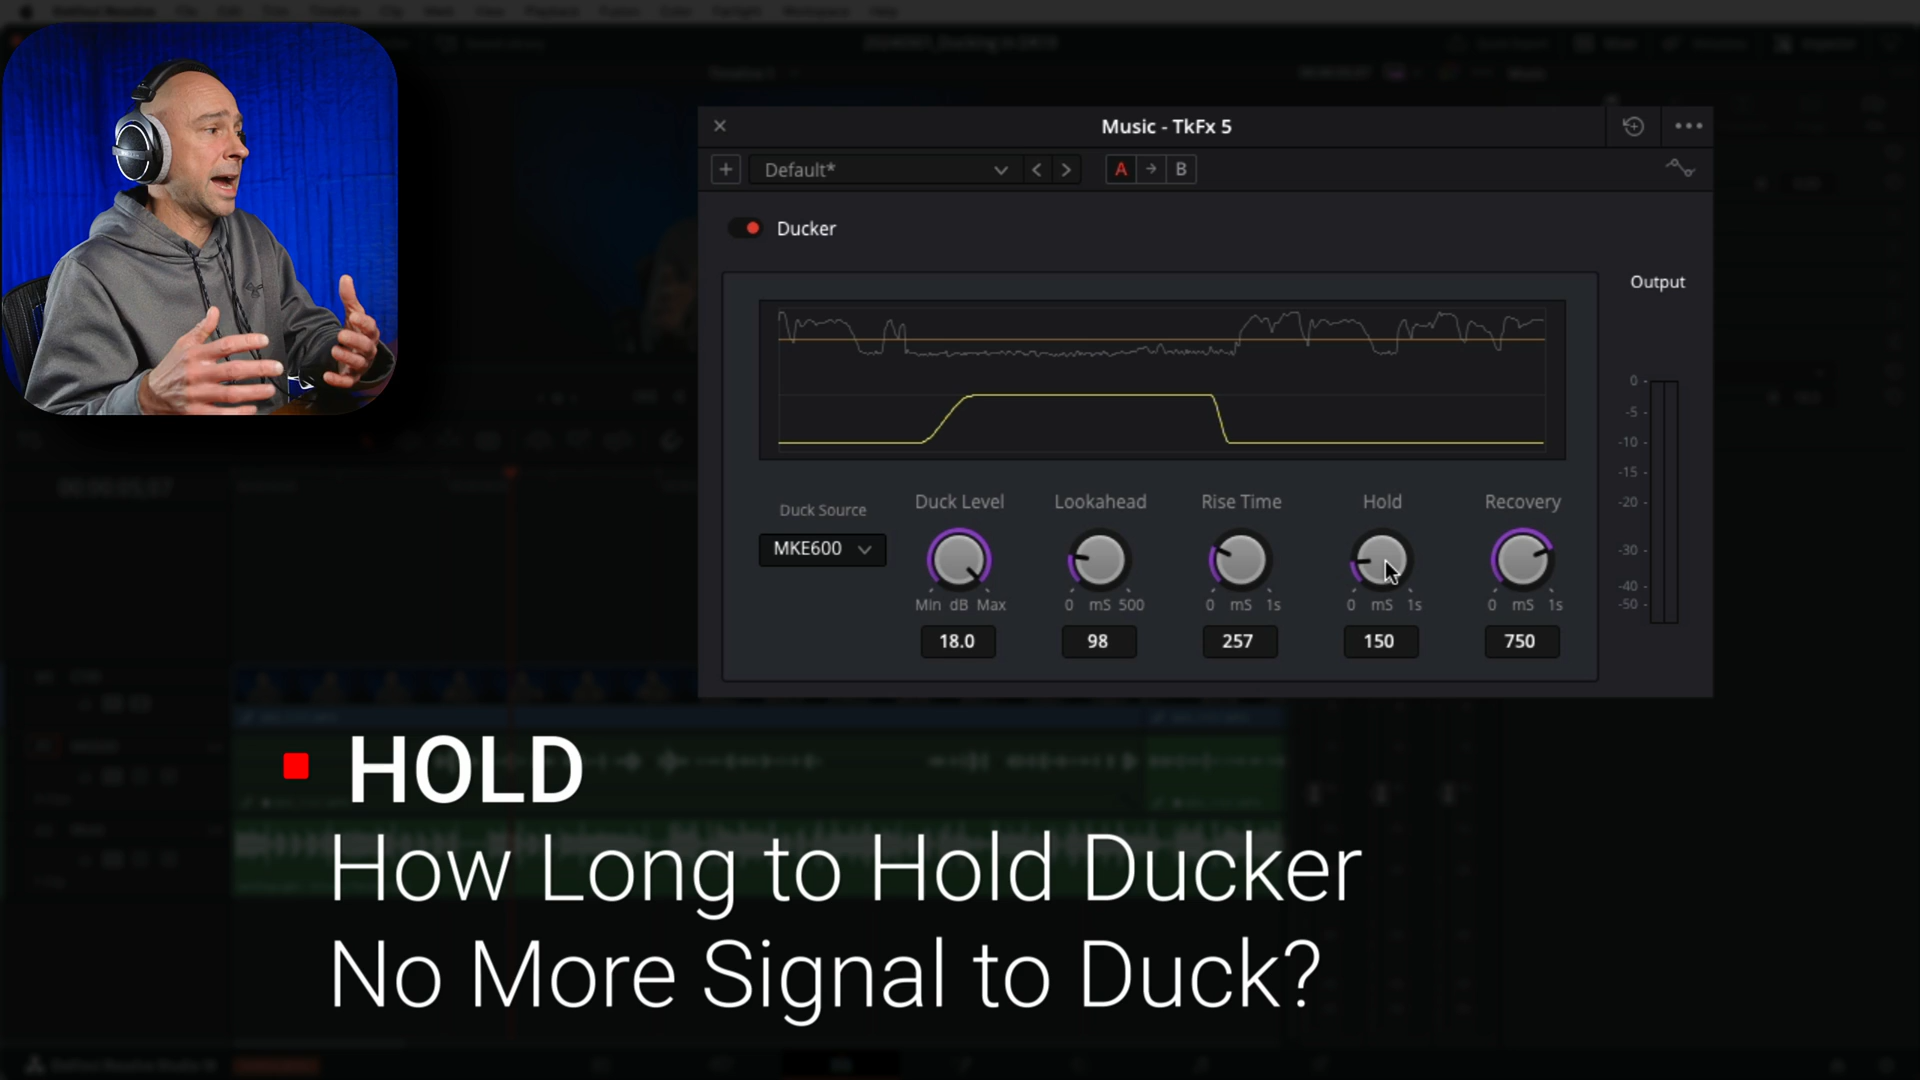 Music - TkFx 5
Default*
A
B
Ducker
Output
0
-5
-10
-15
-20
-30
-40
-50
Duck Source
MKE600
Duck Level
Min dB Max
18.0
Lookahead
0 mS 500
98
Rise Time
0 mS 1s
257
Hold
0 mS 1s
150
Recovery
0 mS 1s
750
HOLD
How Long to Hold Ducker
No More Signal to Duck?